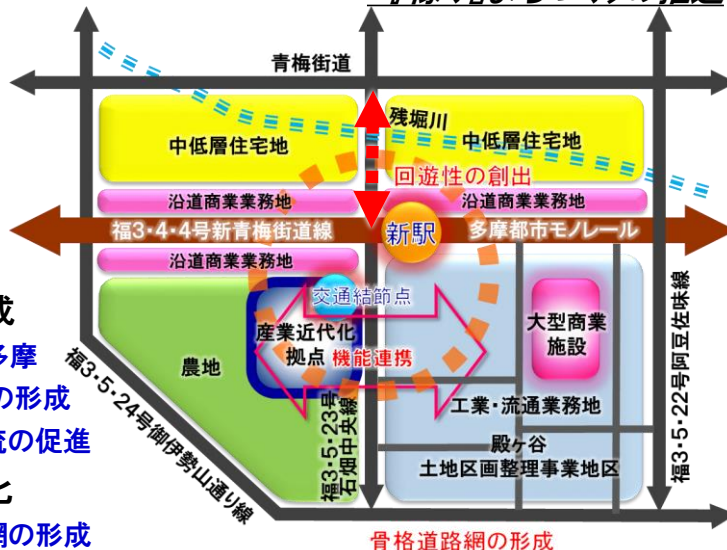 青梅街道
残堀川
中低層住宅地
中低層住宅地
回遊性の創出
沿道商業業務地
沿道商業業務地
福3・4・4号新青梅街道線
新駅
多摩都市モノレール
沿道商業業務地
交通結節点
産業近代化
拠点
機能連携
大型商業
施設
農地
工業・流通業務地
殿ヶ谷
土地区画整理事業地区
福3・5・24号御伊勢山通り線
福3・5・23号
石畑中央線
福3・5・22号阿豆佐味線
骨格道路網の形成
成
多摩
の形成
流の促進
化
網の形成